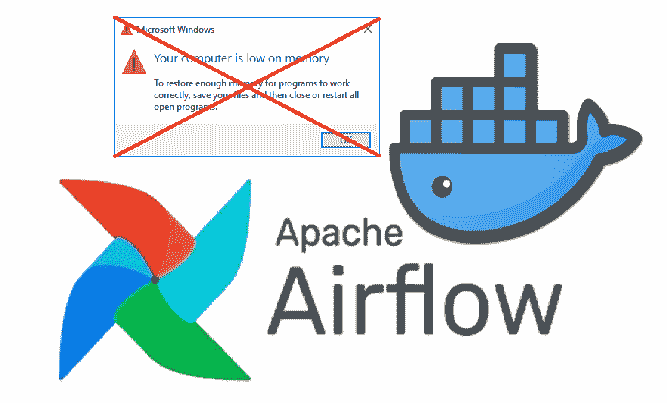 Microsoft Windows
Your computer is low on memory
To restore enough memory for programs to work
correctly, save your files and then close or restart all
open programs.
Apache
Airflow